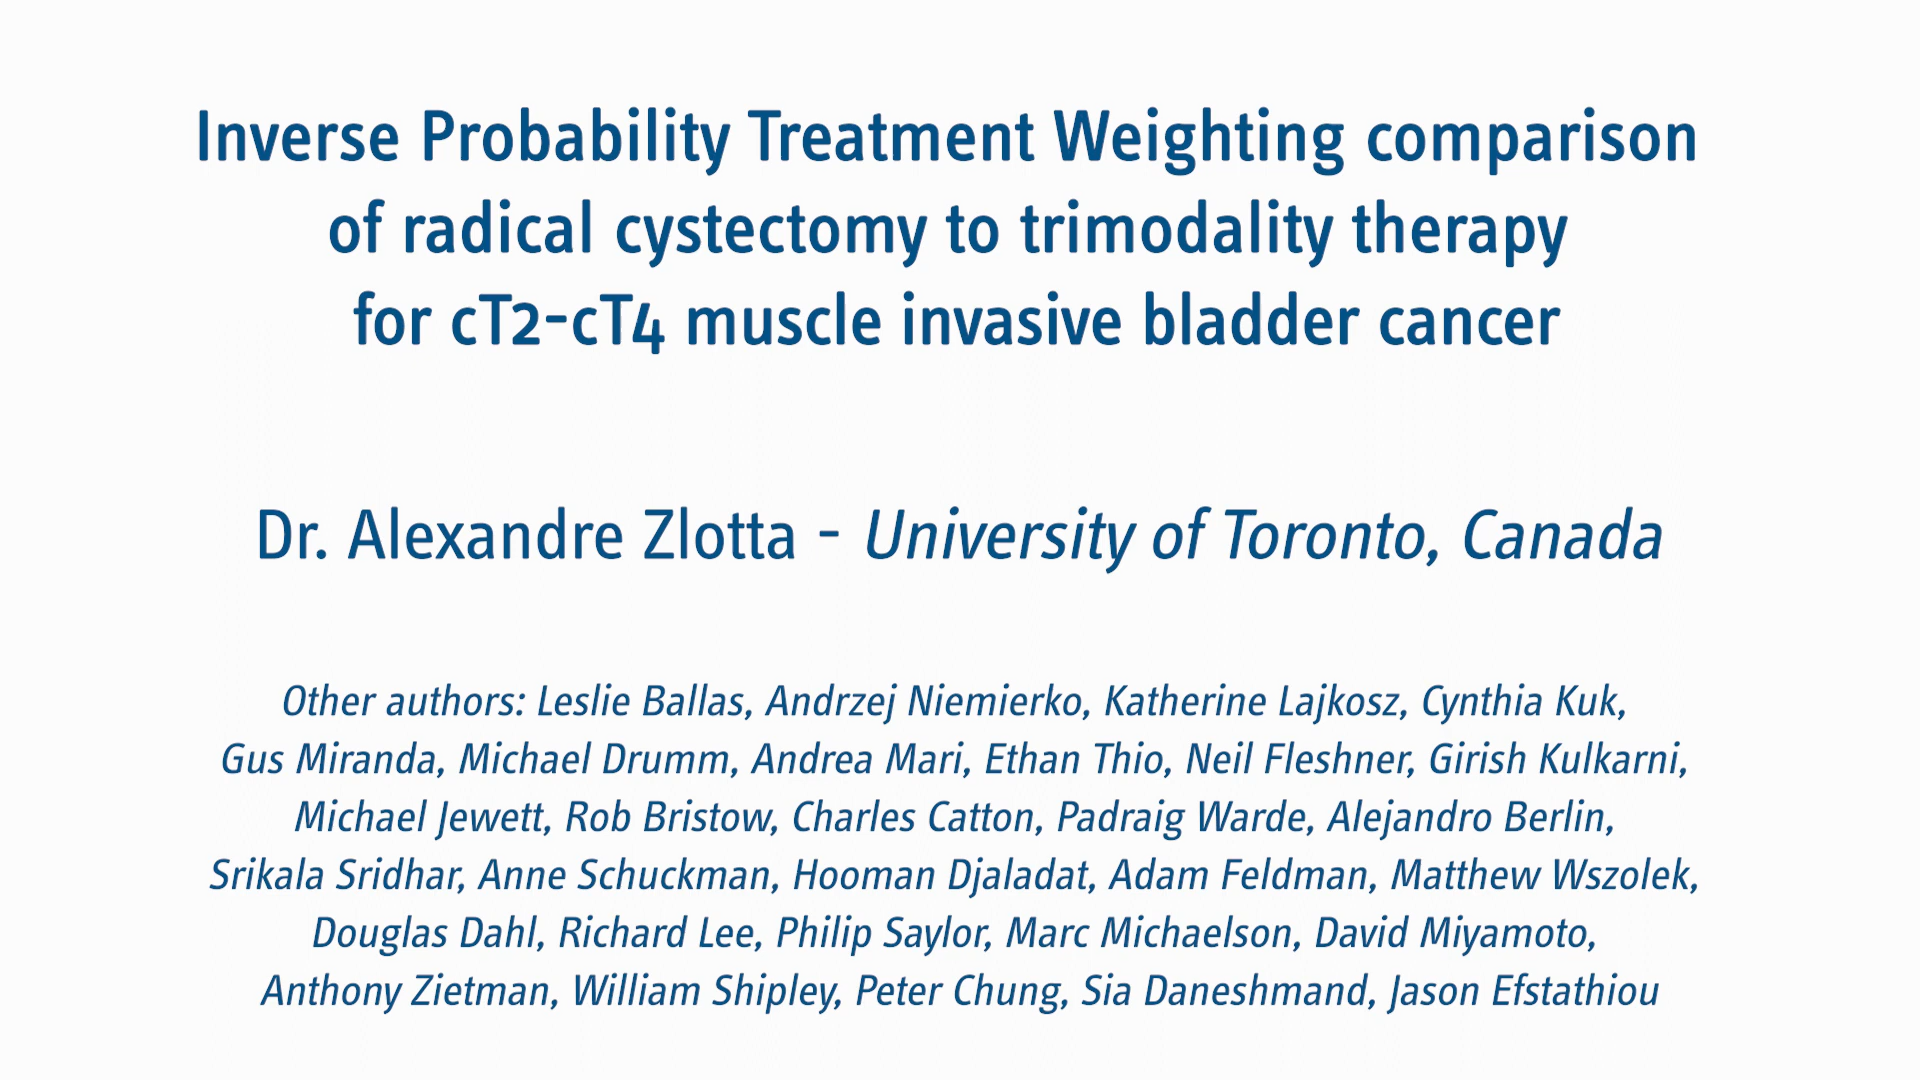 Inverse Probability Treatment Weighting comparison
of radical cystectomy to trimodality therapy
for cT2-cT4 muscle invasive bladder cancer
Dr. Alexandre Zlotta - University of Toronto, Canada
Other authors: Leslie Ballas, Andrzej Niemierko, Katherine Lajkosz, Cynthia Kuk,
Gus Miranda, Michael Drumm, Andrea Mari, Ethan Thio, Neil Fleshner, Girish Kulkarni,
Michael Jewett, Rob Bristow, Charles Catton, Padraig Warde, Alejandro Berlin,
Srikala Sridhar, Anne Schuckman, Hooman Djaladat, Adam Feldman, Matthew Wszolek,
Douglas Dahl, Richard Lee, Philip Saylor, Marc Michaelson, David Miyamoto,
Anthony Zietman, William Shipley, Peter Chung, Sia Daneshmand, Jason Efstathiou